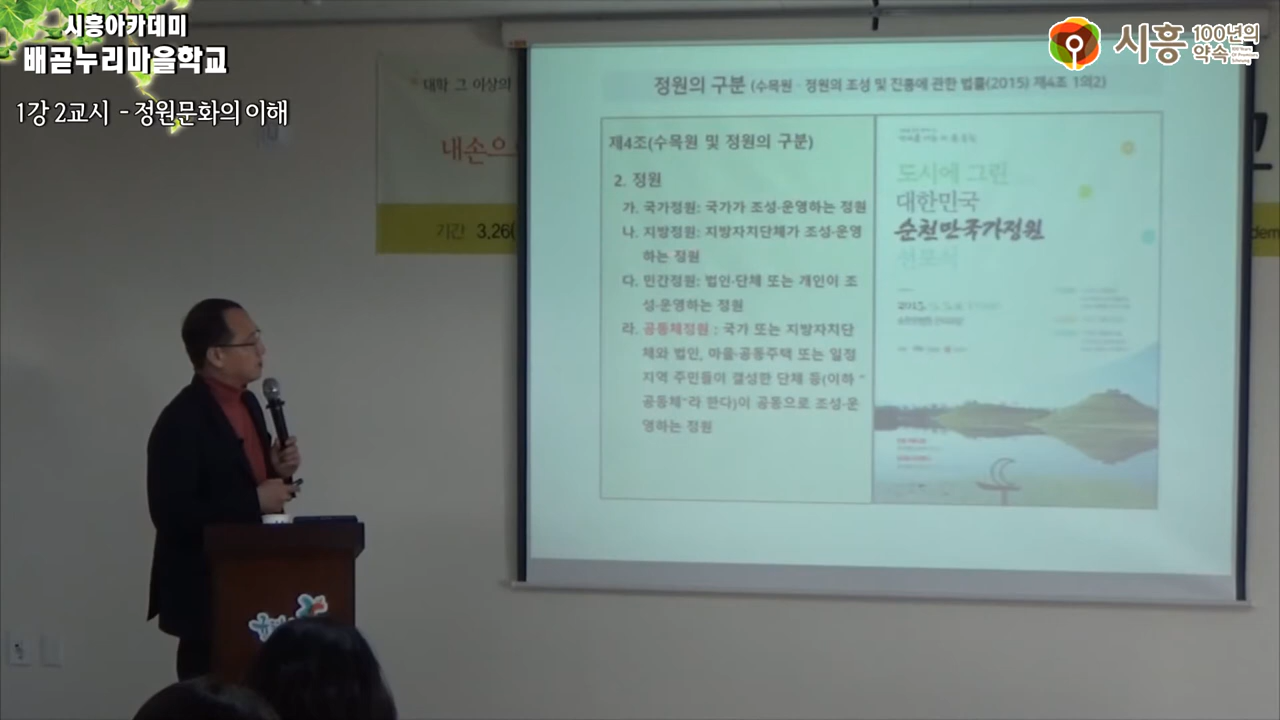 시흥아카데미
배곧누리마을학교
1강 2교시 - 정원문화의 이해
시흥 100년의 약속
대학 그 이상의
내손으
기간 3.26(
정원의 구분 (수목원·정원의 조성 및 진흥에 관한 법률(2015) 제4조 1의2)
제4조(수목원 및 정원의 구분)
2. 정원
가. 국가정원: 국가가 조성·운영하는 정원
나. 지방정원: 지방자치단체가 조성·운영
하는 정원
다. 민간정원: 법인·단체 또는 개인이 조
성·운영하는 정원
라. 공동체정원 : 국가 또는 지방자치단
체와 법인, 마을·공동주택 또는 일정
지역 주민들이 결성한 단체 등(이하 "
공동체"라 한다)이 공동으로 조성·운
영하는 정원
도시에 그린
대한민국
순천만국가정원
선포식
2015.